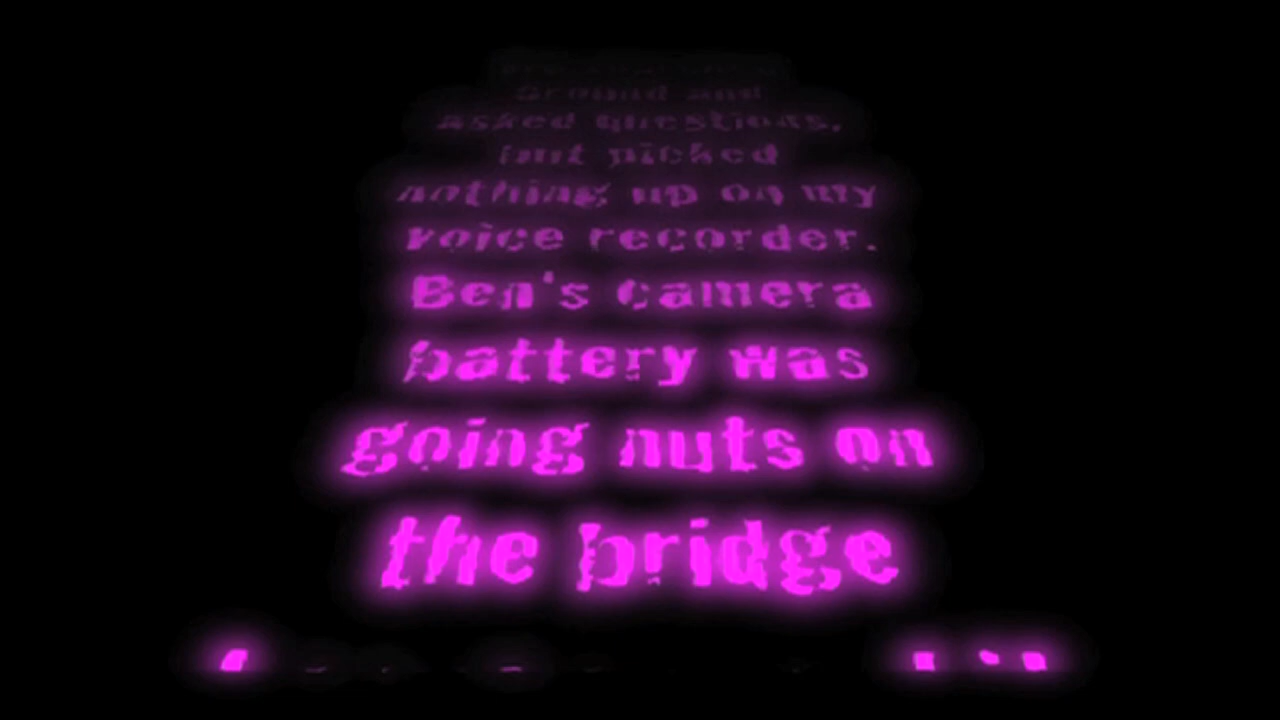 around and
asked questions,
but picked
nothing up on my
voice recorder.
Ben's camera
battery was
going nuts on
the bridge